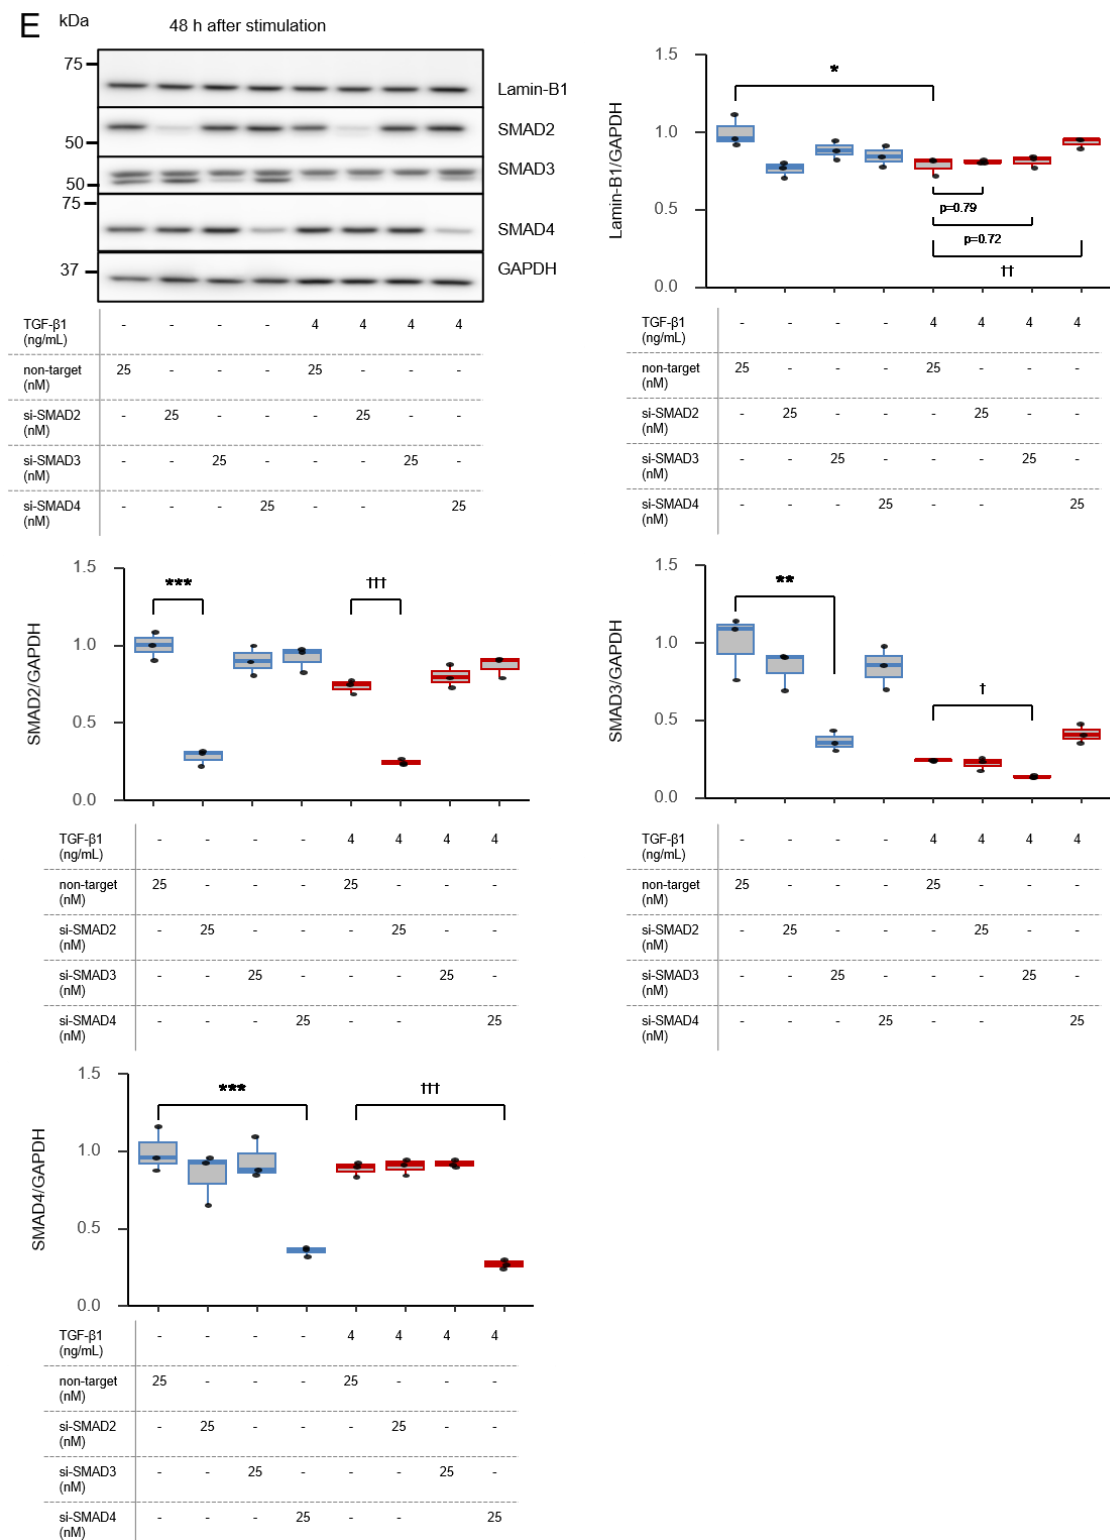 E
kDa
48 h after stimulation
75
Lamin-B1
SMAD2
50
SMAD3
50
75
SMAD4
37
GAPDH
TGF-β1 - - - - 4 4 4 4
(ng/mL)
non-target 25 - - - 25 - - -
(nM)
si-SMAD2 - 25 - - - 25 - -
(nM)
si-SMAD3 - - 25 - - - 25 -
(nM)
si-SMAD4 - - - 25 - - - 25
(nM)
Lamin-B1/GAPDH
1.5
1.0
0.5
0.0
*
p=0.79
p=0.72
††
TGF-β1 - - - - 4 4 4 4
(ng/mL)
non-target 25 - - - 25 - - -
(nM)
si-SMAD2 - 25 - - - 25 - -
(nM)
si-SMAD3 - - 25 - - - 25 -
(nM)
si-SMAD4 - - - 25 - - - 25
(nM)
SMAD2/GAPDH
1.5
1.0
0.5
0.0
***
†††
TGF-β1 - - - - 4 4 4 4
(ng/mL)
non-target 25 - - - 25 - - -
(nM)
si-SMAD2 - 25 - - - 25 - -
(nM)
si-SMAD3 - - 25 - - - 25 -
(nM)
si-SMAD4 - - - 25 - - - 25
(nM)
SMAD3/GAPDH
1.5
1.0
0.5
0.0
**
†
TGF-β1 - - - - 4 4 4 4
(ng/mL)
non-target 25 - - - 25 - - -
(nM)
si-SMAD2 - 25 - - - 25 - -
(nM)
si-SMAD3 - - 25 - - - 25 -
(nM)
si-SMAD4 - - - 25 - - - 25
(nM)
SMAD4/GAPDH
1.5
1.0
0.5
0.0
***
†††
TGF-β1 - - - - 4 4 4 4
(ng/mL)
non-target 25 - - - 25 - - -
(nM)
si-SMAD2 - 25 - - - 25 - -
(nM)
si-SMAD3 - - 25 - - - 25 -
(nM)
si-SMAD4 - - - 25 - - - 25
(nM)